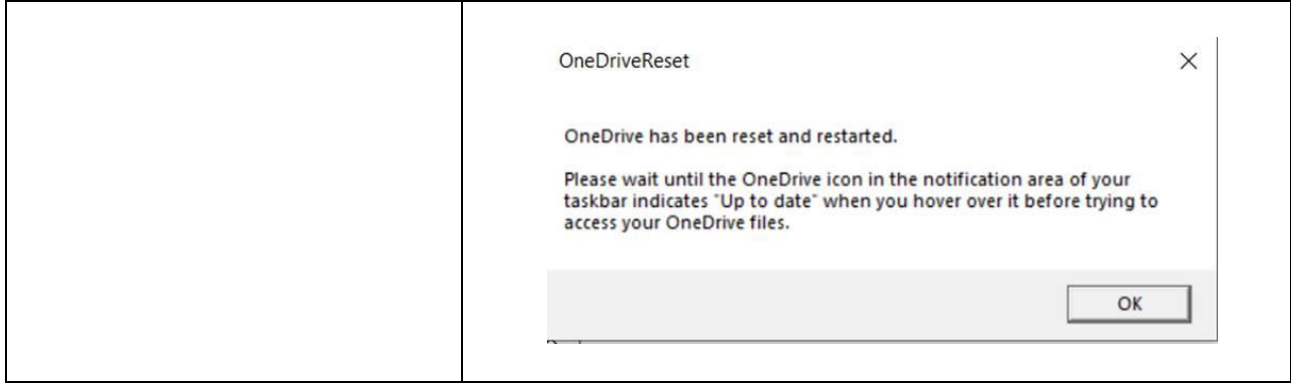 OneDriveReset
OneDrive has been reset and restarted.
Please wait until the OneDrive icon in the notification area of your
taskbar indicates "Up to date" when you hover over it before trying to
access your OneDrive files.
OK